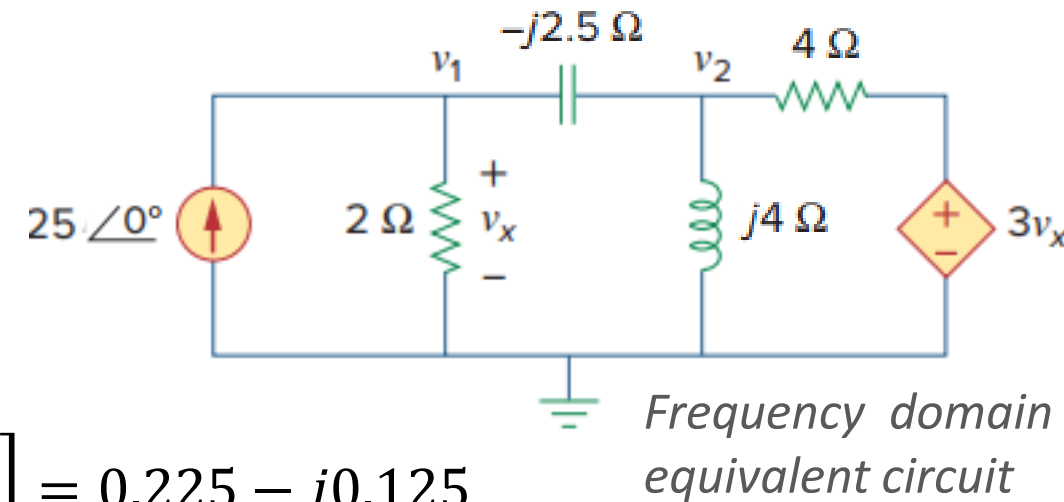 −j2.5 Ω
4 Ω
v₁
v₂
+
25 ∠0°
2 Ω
vₓ
j4 Ω
+
−
3vₓ
−
Frequency domain
equivalent circuit
] = 0.225 − j0.125